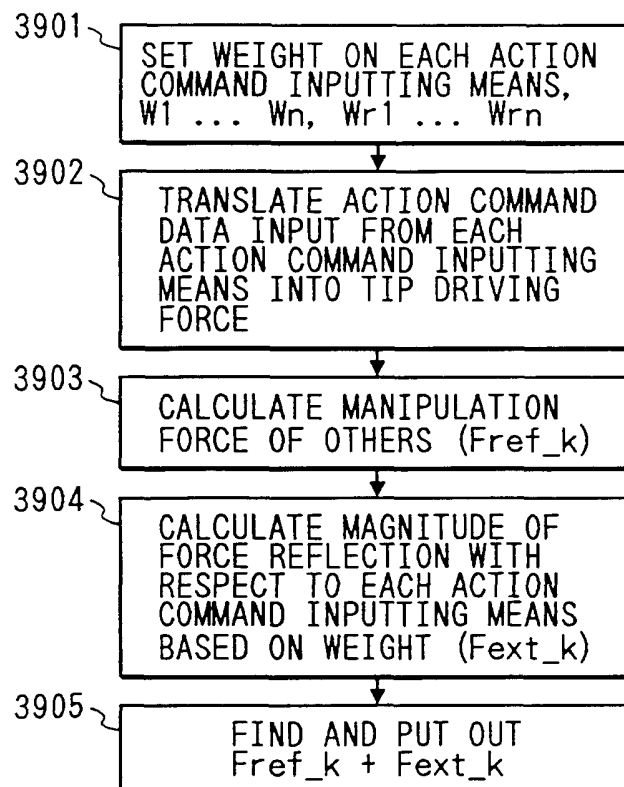 3901
SET WEIGHT ON EACH ACTION
COMMAND INPUTTING MEANS,
W1 ... Wn, Wr1 ... Wrn
3902
TRANSLATE ACTION COMMAND
DATA INPUT FROM EACH
ACTION COMMAND INPUTTING
MEANS INTO TIP DRIVING
FORCE
3903
CALCULATE MANIPULATION
FORCE OF OTHERS (Fref_k)
3904
CALCULATE MAGNITUDE OF
FORCE REFLECTION WITH
RESPECT TO EACH ACTION
COMMAND INPUTTING MEANS
BASED ON WEIGHT (Fext_k)
3905
FIND AND PUT OUT
Fref_k + Fext_k